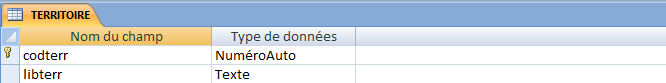 TERRITOIRE
Nom du champ Type de données
codterr NuméroAuto
libterr Texte